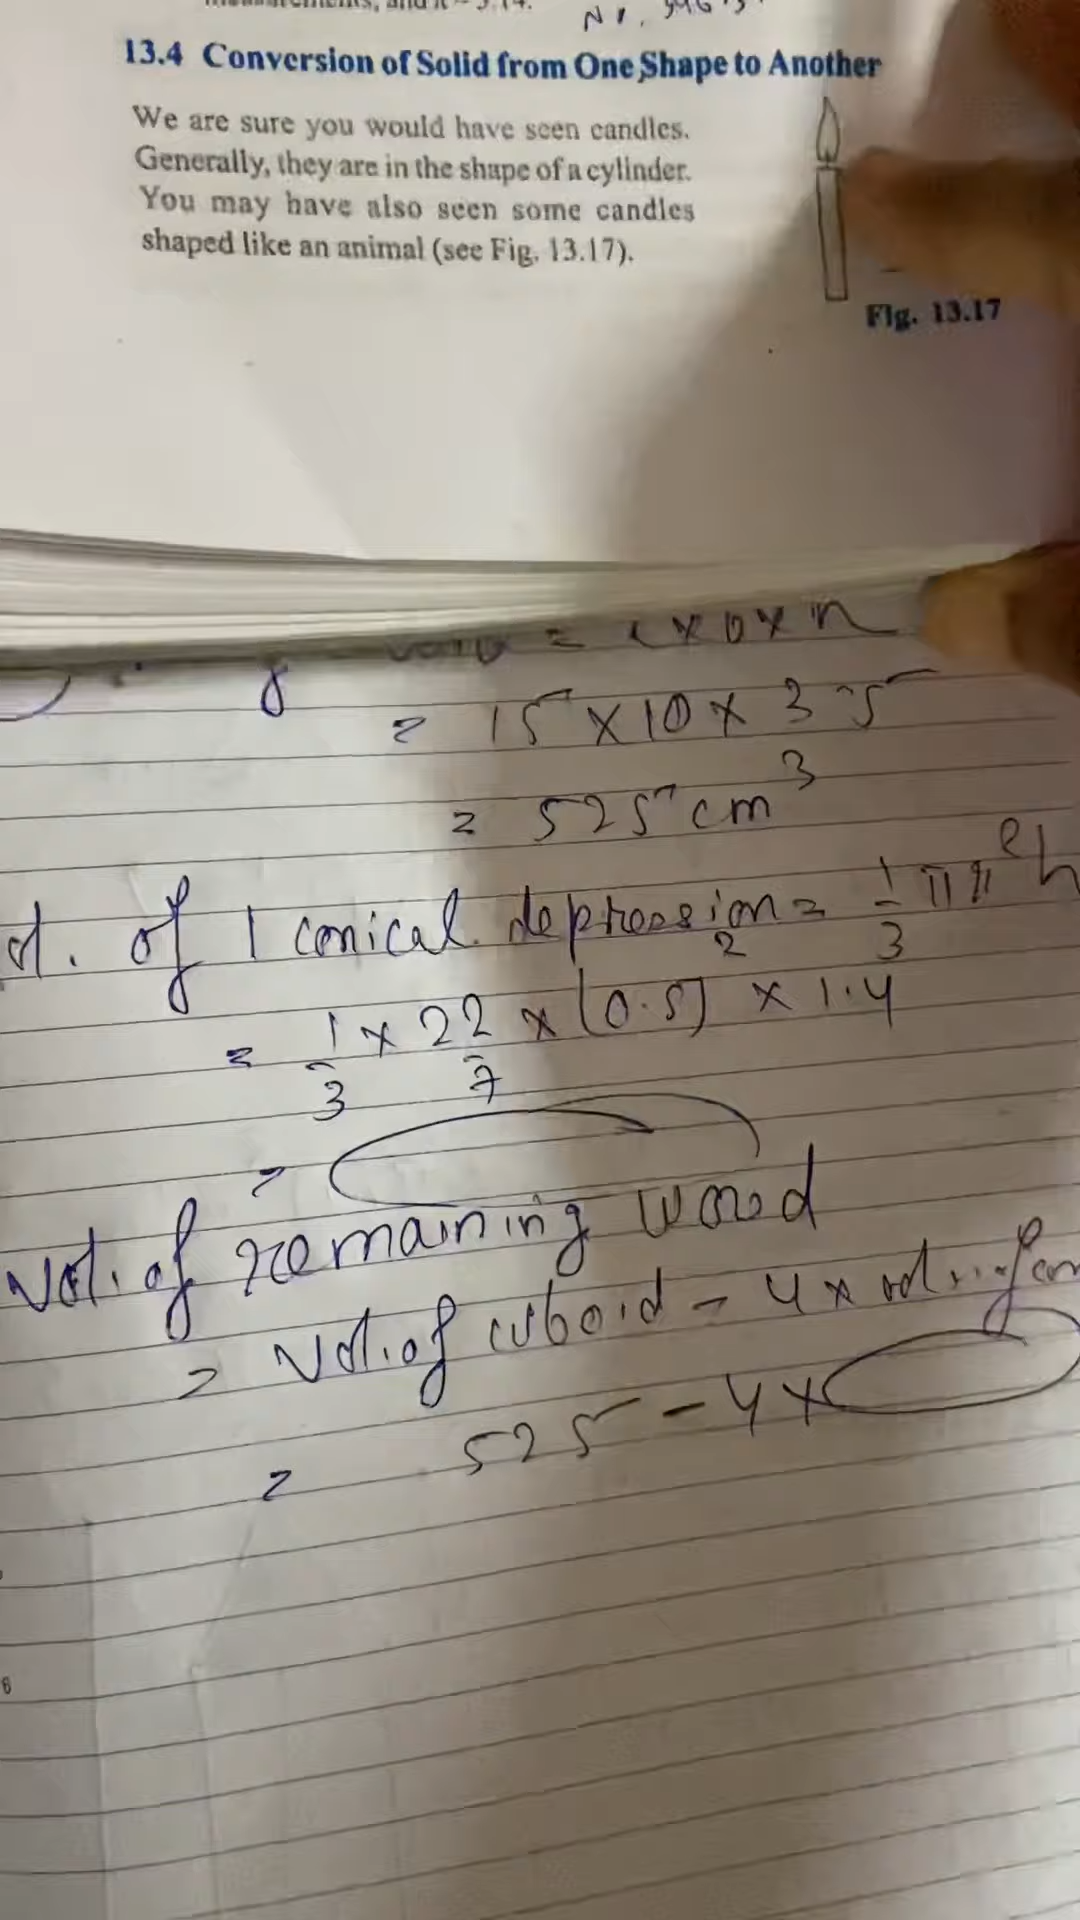 13.4 Conversion of Solid from One Shape to Another
We are sure you would have seen candles.
Generally, they are in the shape of a cylinder.
You may have also seen some candles
shaped like an animal (see Fig. 13.17).
Fig. 13.17
= 15 × 10 × 3.5
= 525 cm³
of 1 conical depression = 1/3 πr²h
= 1/3 × 22/7 × (0.5)² × 1.4
=
Vol. of remaining wood
= Vol. of cuboid - 4 × vol. of con
= 525 - 4 ×